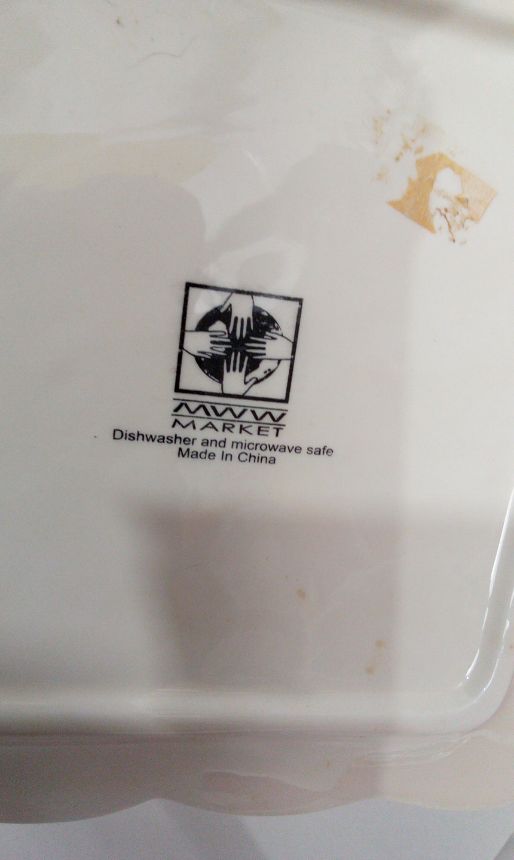 MWW
MARKET
Dishwasher and microwave safe
Made In China